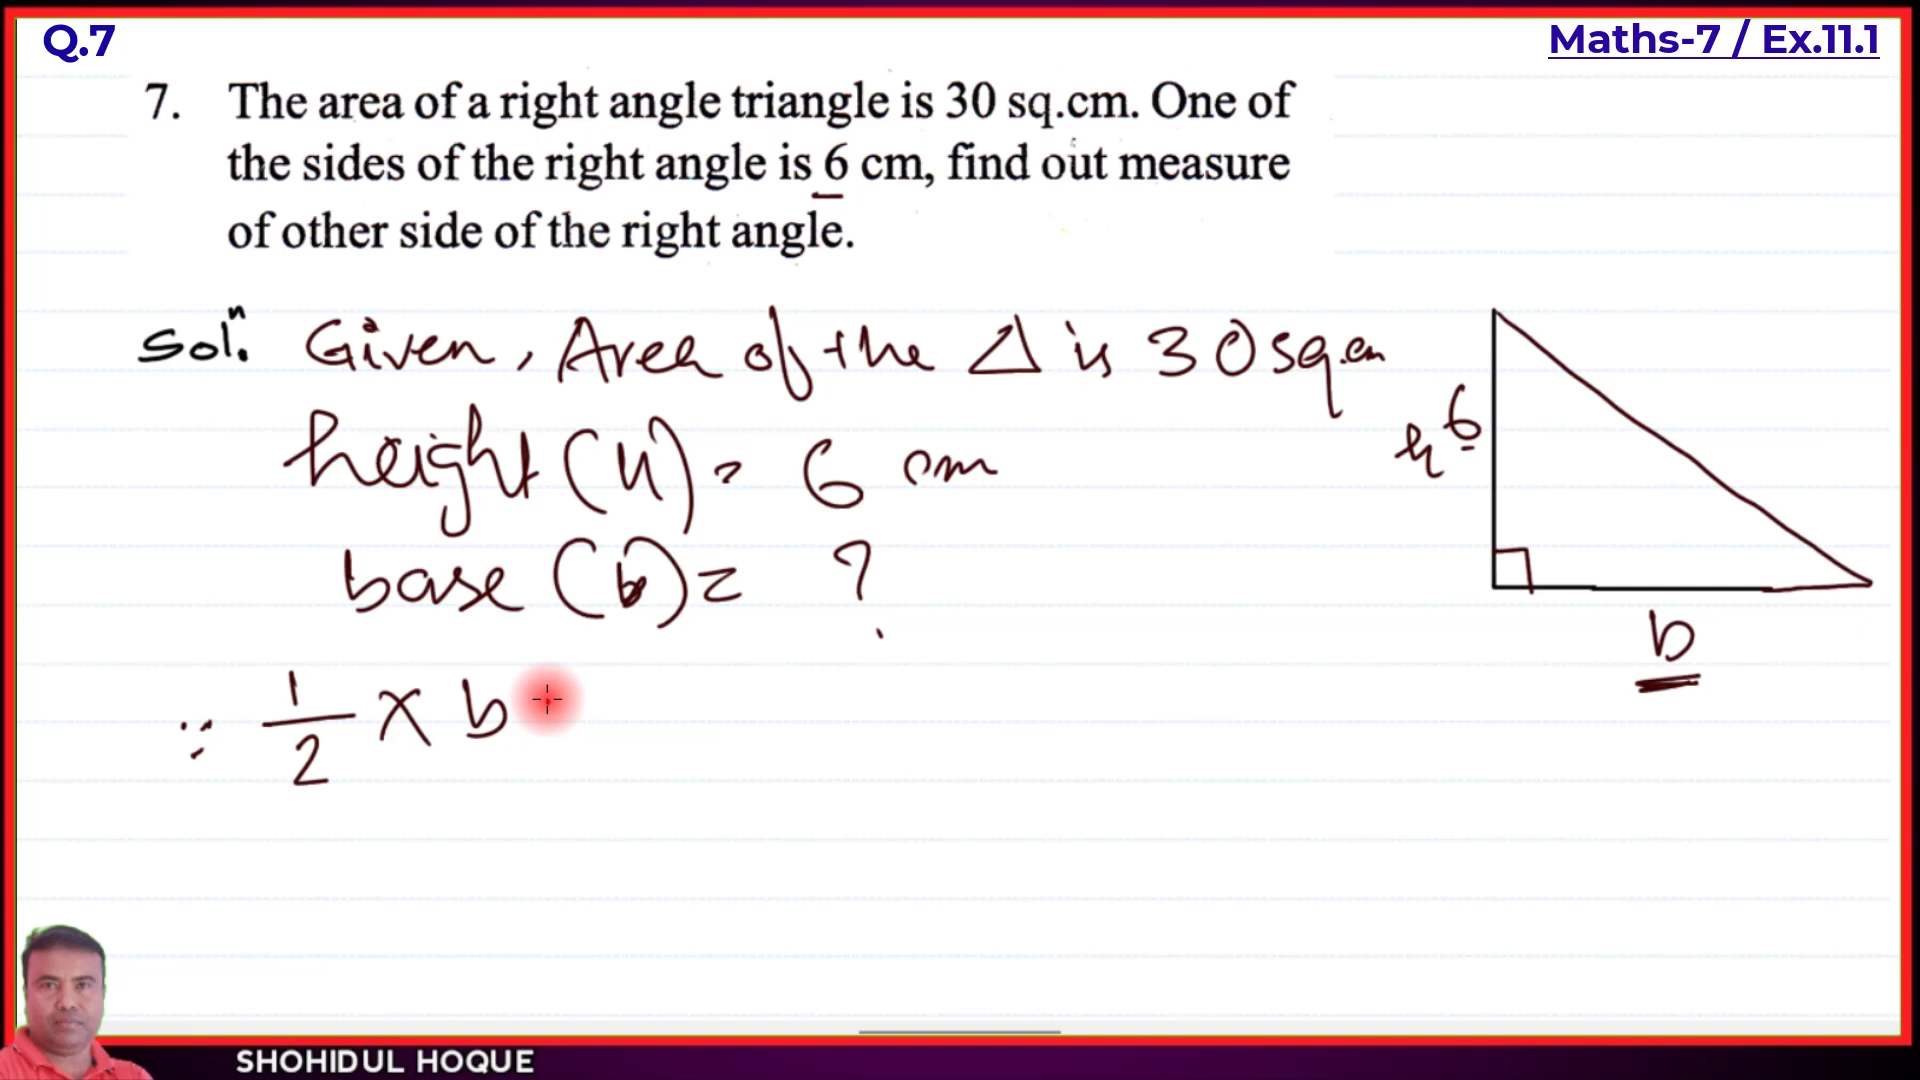 Q.7
Maths-7 / Ex.11.1
7. The area of a right angle triangle is 30 sq.cm. One of
the sides of the right angle is 6 cm, find out measure
of other side of the right angle.
Solⁿ. Given, Area of the Δ is 30 sq.cm
height (h) = 6 cm
base (b) = ?
h 6
b
∵ 1/2 × b
SHOHIDUL HOQUE